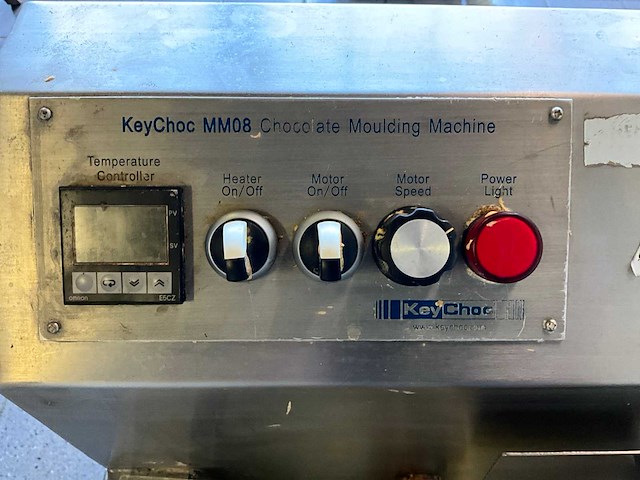 KeyChoc MM08 Chocolate Moulding Machine
Temperature
Controller
Heater
On/Off
Motor
On/Off
Motor
Speed
Power
Light
PV
SV
omron
E5CZ
KeyChoc